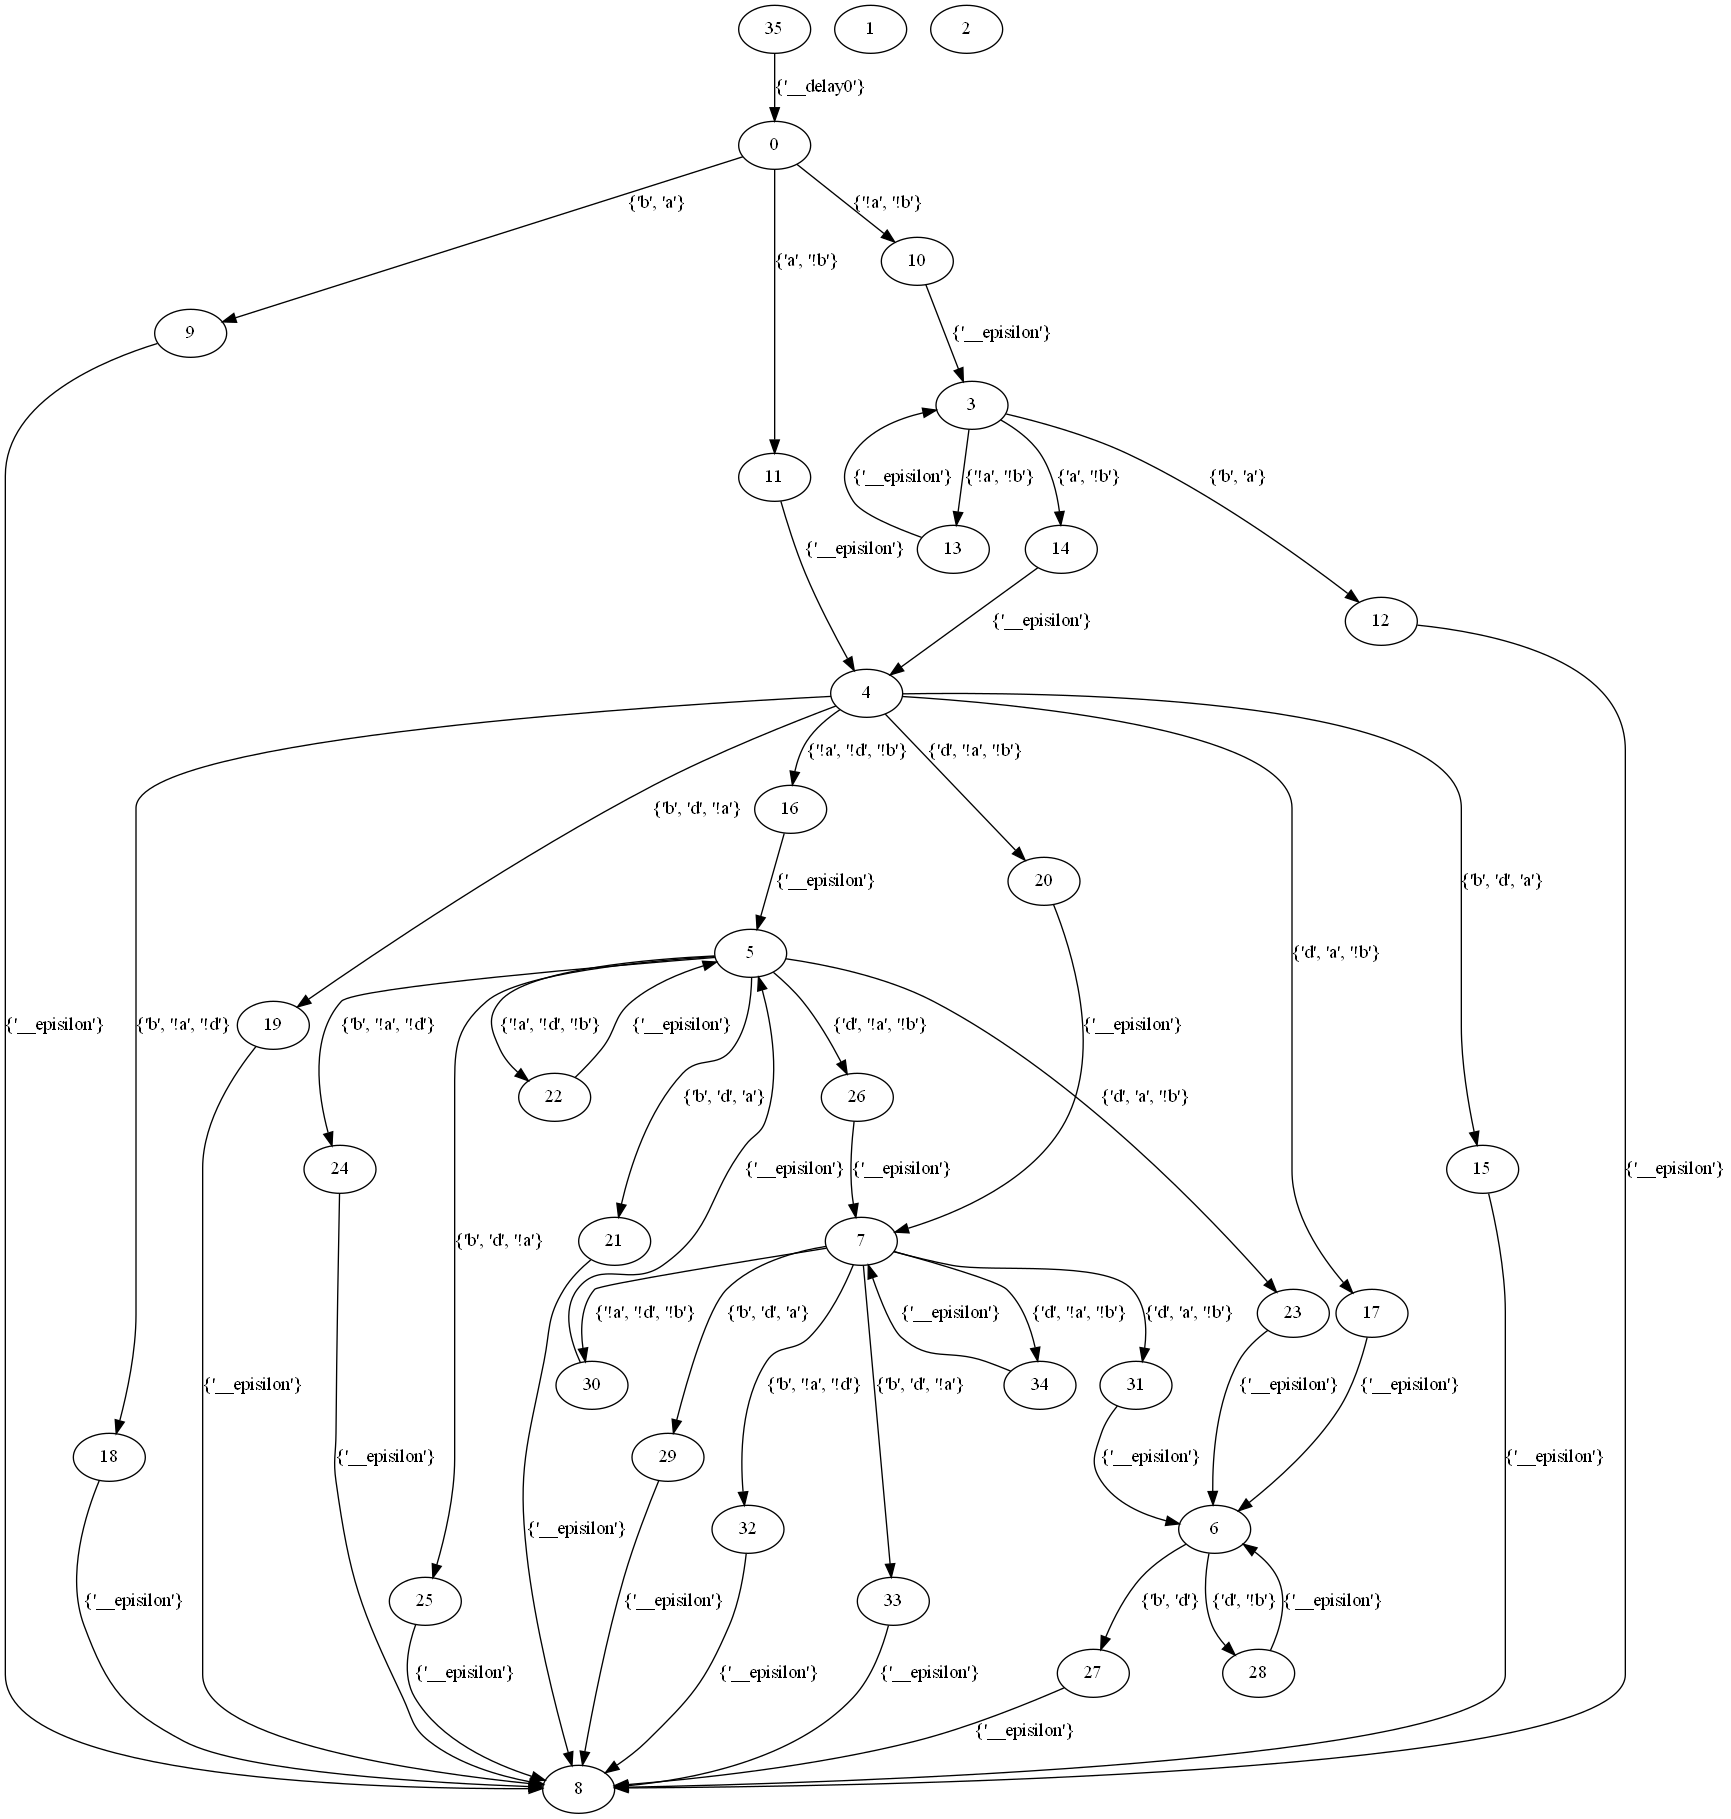 35 1 2
{'__delay0'}
0
{'b', 'a'} {'!a', '!b'}
{'a', '!b'} 10
9 {'__episilon'}
3
11 {'__episilon'} {'!a', '!b'} {'a', '!b'} {'b', 'a'}
{'__episilon'} 13 14
{'__episilon'} 12
4
{'!a', '!d', '!b'} {'d', '!a', '!b'}
{'b', 'd', '!a'} 16
{'__episilon'} 20 {'b', 'd', 'a'}
5 {'d', 'a', '!b'}
{'__episilon'} {'b', '!a', '!d'} 19 {'b', '!a', '!d'} {'!a', '!d', '!b'} {'__episilon'} {'d', '!a', '!b'} {'__episilon'}
22 {'b', 'd', 'a'} 26 {'d', 'a', '!b'}
24 {'__episilon'} {'__episilon'} 15 {'__episilon'}
{'b', 'd', '!a'} 21 7
{'!a', '!d', '!b'} {'b', 'd', 'a'} {'__episilon'} {'d', '!a', '!b'} {'d', 'a', '!b'} 23 17
{'__episilon'} 30 {'b', '!a', '!d'} {'b', 'd', '!a'} 34 31 {'__episilon'} {'__episilon'}
18 {'__episilon'} 29 {'__episilon'} {'__episilon'}
{'__episilon'} 32 6
{'__episilon'} 25 {'__episilon'} 33 {'b', 'd'} {'d', '!b'} {'__episilon'}
{'__episilon'} {'__episilon'} {'__episilon'} 27 28
{'__episilon'}
8